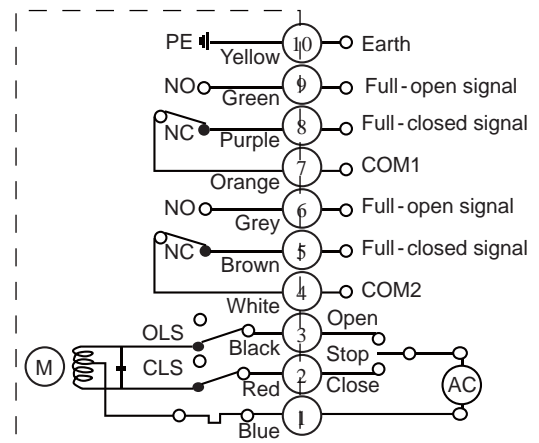 PE Yellow 10 Earth
NO Green 9 Full-open signal
NC Purple 8 Full-closed signal
Orange 7 COM1
NO Grey 6 Full-open signal
NC Brown 5 Full-closed signal
White 4 COM2
OLS Black 3 Open
Stop
M CLS Red 2 Close AC
Blue 1